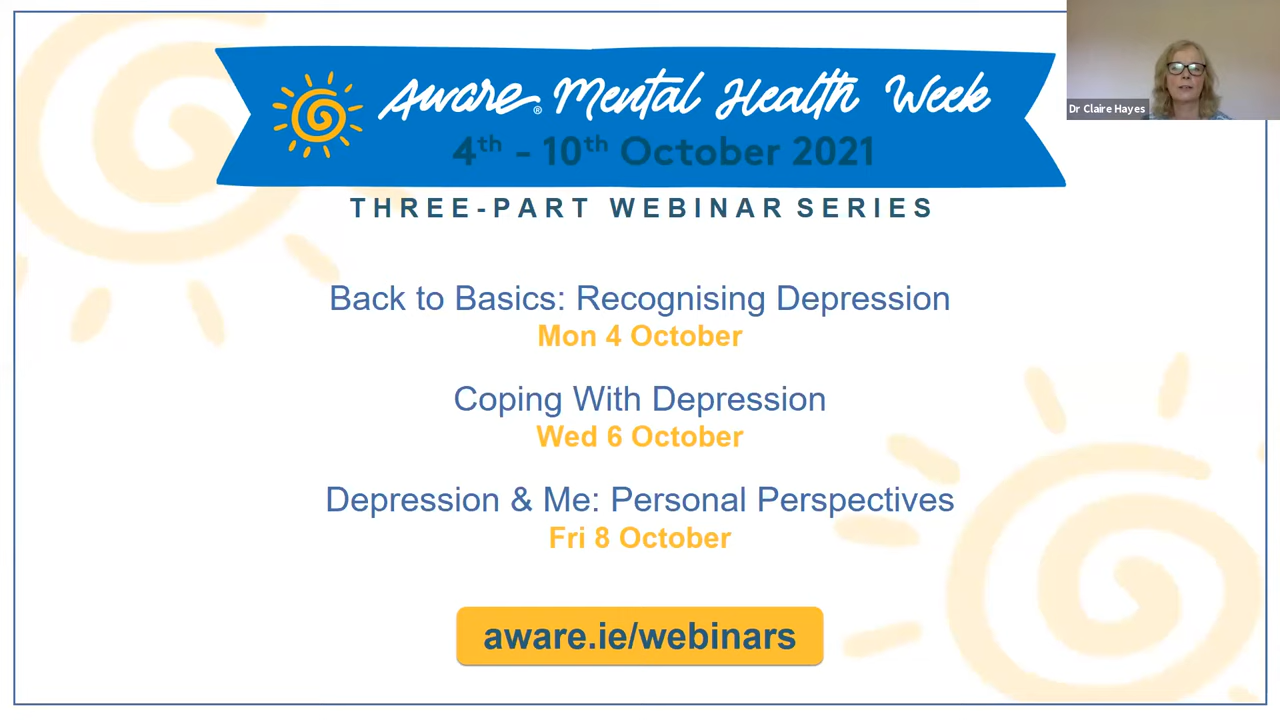 Aware® Mental Health Week
4th - 10th October 2021
THREE-PART WEBINAR SERIES
Dr Claire Hayes
Back to Basics: Recognising Depression
Mon 4 October
Coping With Depression
Wed 6 October
Depression & Me: Personal Perspectives
Fri 8 October
aware.ie/webinars